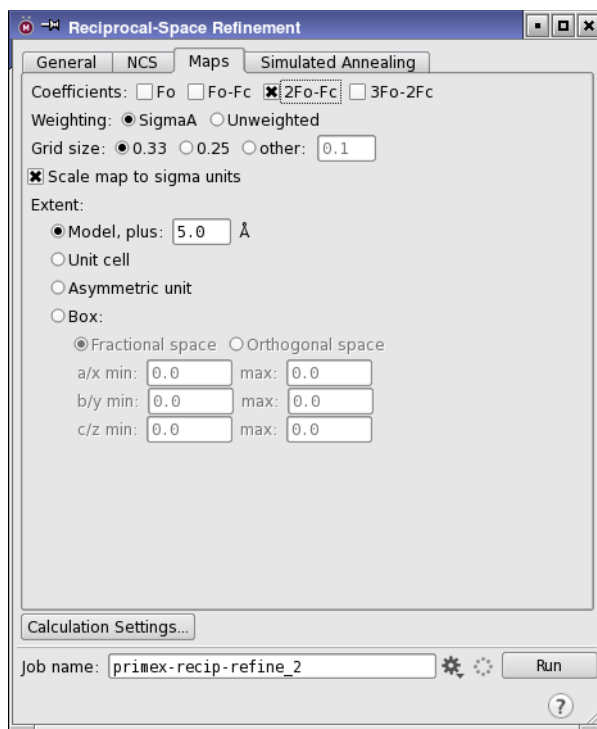 Reciprocal-Space Refinement
General NCS Maps Simulated Annealing
Coefficients: Fo Fo-Fc 2Fo-Fc 3Fo-2Fc
Weighting: SigmaA Unweighted
Grid size: 0.33 0.25 other: 0.1
Scale map to sigma units
Extent:
Model, plus: 5.0 Å
Unit cell
Asymmetric unit
Box:
Fractional space Orthogonal space
a/x min: 0.0 max: 0.0
b/y min: 0.0 max: 0.0
c/z min: 0.0 max: 0.0
Calculation Settings...
Job name: primex-recip-refine_2 Run
?